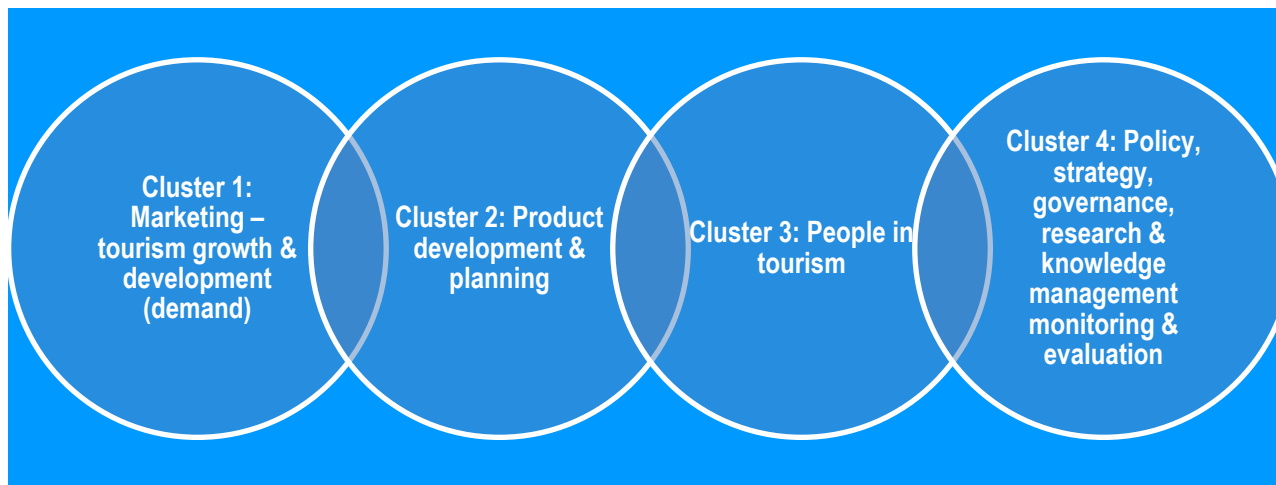 Cluster 1:
Marketing –
tourism growth &
development
(demand)
Cluster 2: Product
development &
planning
Cluster 3: People in
tourism
Cluster 4: Policy,
strategy,
governance,
research &
knowledge
management
monitoring &
evaluation